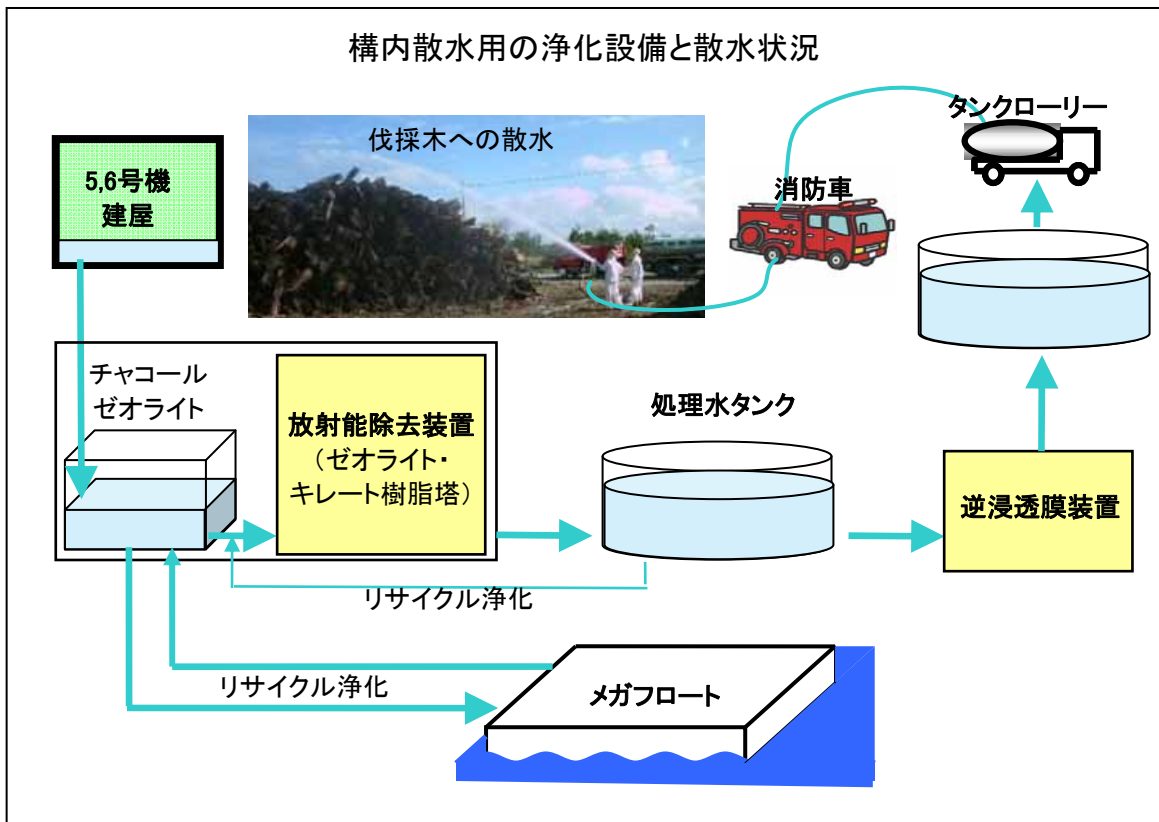 構内散水用の浄化設備と散水状況
タンクローリー
伐採木への散水
5,6号機
建屋
消防車
チャコール
ゼオライト
放射能除去装置
（ゼオライト・
キレート樹脂塔）
処理水タンク
逆浸透膜装置
リサイクル浄化
リサイクル浄化
メガフロート